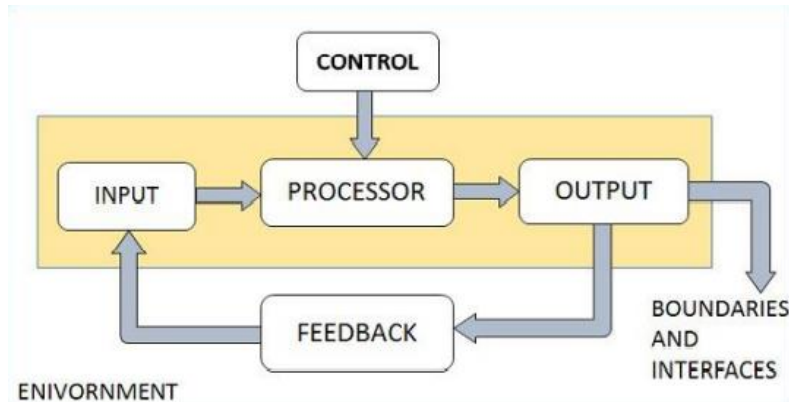 CONTROL
INPUT
PROCESSOR
OUTPUT
FEEDBACK
BOUNDARIES
AND
INTERFACES
ENIVORNMENT